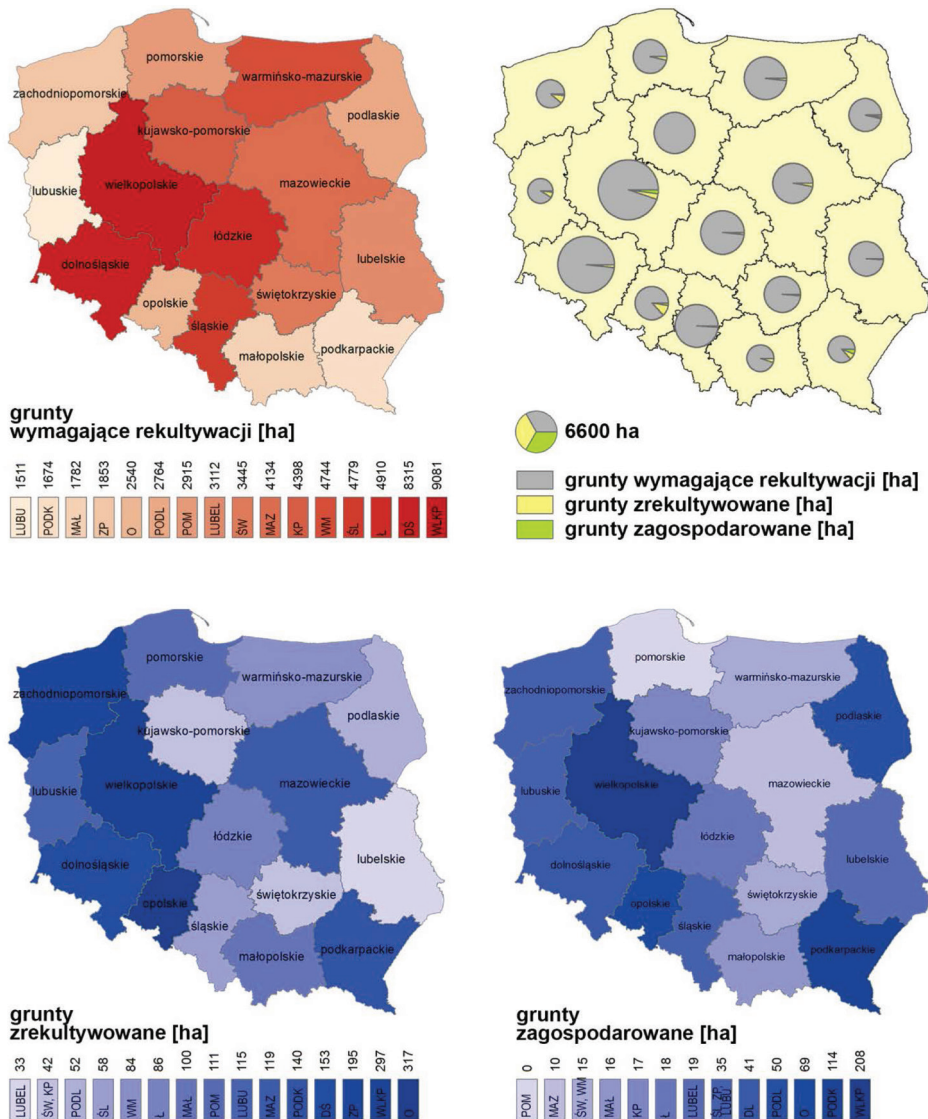 pomorskie
warmińsko-mazurskie
zachodniopomorskie
podlaskie
kujawsko-pomorskie
mazowieckie
lubuskie
wielkopolskie
łódzkie
lubelskie
dolnośląskie
opolskie
świętokrzyskie
śląskie
małopolskie
podkarpackie
grunty
wymagające rekultywacji [ha]
1511 1674 1782 1853 2540 2764 2915 3112 3445 4134 4398 4744 4779 4910 8315 9081
LUBU PODK MAŁ ZP O PODL POM LUBEL ŚW MAZ KP WM ŚL Ł DŚ WLKP
6600 ha
grunty wymagające rekultywacji [ha]
grunty zrekultywowane [ha]
grunty zagospodarowane [ha]
pomorskie
warmińsko-mazurskie
zachodniopomorskie
podlaskie
kujawsko-pomorskie
mazowieckie
lubuskie
wielkopolskie
łódzkie
lubelskie
dolnośląskie
opolskie
świętokrzyskie
śląskie
małopolskie
podkarpackie
grunty
zrekultywowane [ha]
33 42 52 58 84 86 100 111 115 119 140 153 195 297 317
LUBEL ŚW, KP PODL ŚL WM Ł MAŁ POM LUBU MAZ PODK DŚ ZP WLKP O
pomorskie
warmińsko-mazurskie
zachodniopomorskie
podlaskie
kujawsko-pomorskie
mazowieckie
lubuskie
wielkopolskie
łódzkie
lubelskie
dolnośląskie
opolskie
świętokrzyskie
śląskie
małopolskie
podkarpackie
grunty
zagospodarowane [ha]
0 10 15 16 17 18 19 35 41 50 69 114 208
POM MAZ ŚW, WM MAŁ KP Ł LUBEL Ś, ZP, LUBU DL PODL O PODK WLKP